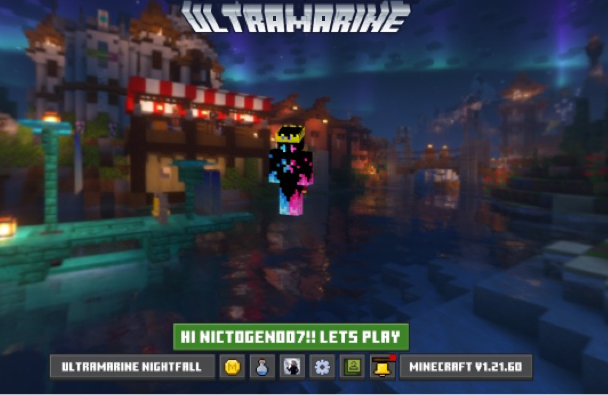 ULTRAMARINE
HI NICTOGEN007!! LETS PLAY
ULTRAMARINE NIGHTFALL
MINECRAFT V1.21.60